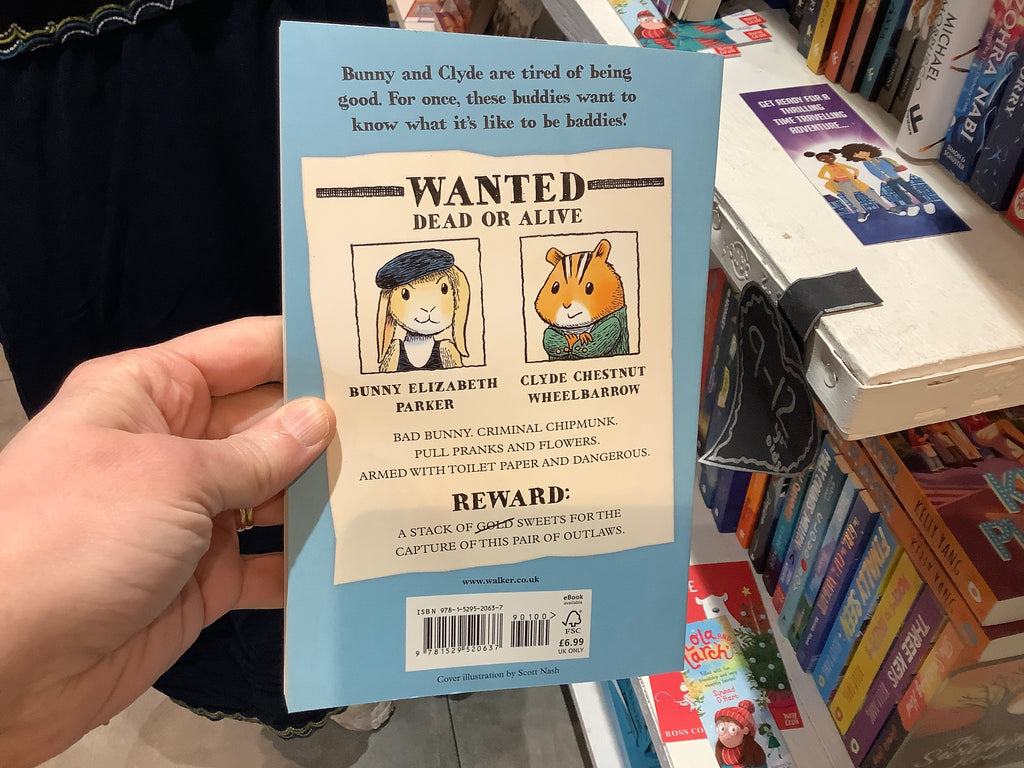 Bunny and Clyde are tired of being
good. For once, these buddies want to
know what it's like to be baddies!
WANTED
DEAD OR ALIVE
BUNNY ELIZABETH
PARKER
CLYDE CHESTNUT
WHEELBARROW
BAD BUNNY. CRIMINAL CHIPMUNK.
PULL PRANKS AND FLOWERS.
ARMED WITH TOILET PAPER AND DANGEROUS.
REWARD:
A STACK OF GOLD SWEETS FOR THE
CAPTURE OF THIS PAIR OF OUTLAWS.
www.walker.co.uk
ISBN 978-1-5295-2063-7
90100>
9 781529 520637
eBook
available
FSC
£6.99
UK ONLY
Cover illustration by Scott Nash
GET READY FOR A
THRILLING
TIME TRAVELLING
ADVENTURE...
MICHAEL
ZOHRA NABI
SIMON & SCHUSTER
KELLY YANG
KELLY YANG
THREE KEYS
ROSS CO
Sinéad
O'Hart